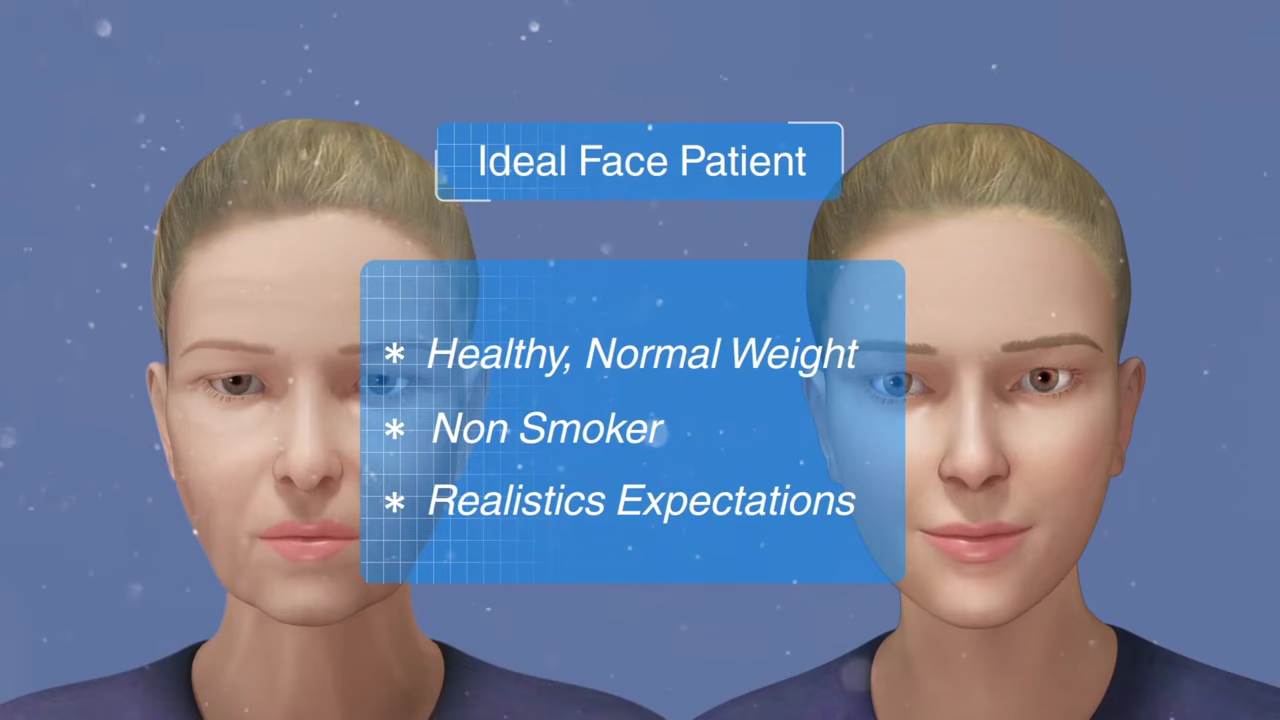 Ideal Face Patient
* Healthy, Normal Weight
* Non Smoker
* Realistics Expectations